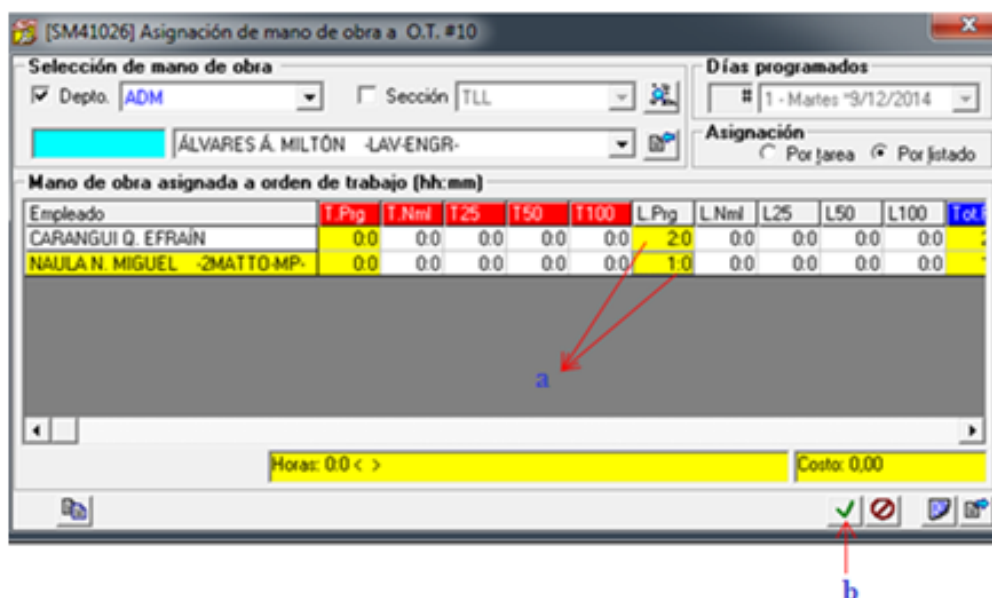 [SM41026] Asignación de mano de obra a O.T. #10
Selección de mano de obra
Días programados
Depto. ADM
Sección TLL
# 1 - Martes "9/12/2014
Asignación
ÁLVARES Á. MILTÓN -LAV-ENGR-
Por tarea Por listado
Mano de obra asignada a orden de trabajo (hh:mm)
Empleado T.Prg T.Nml T25 T50 T100 L.Prg L.Nml L25 L50 L100
CARANGUI Q. EFRAÍN 0:0 0:0 0:0 0:0 0:0 2:0 0:0 0:0 0:0 0:0
NAULA N. MIGUEL -2MATTO-MP- 0:0 0:0 0:0 0:0 0:0 1:0 0:0 0:0 0:0 0:0
a
Horas: 0:0 < >
Costo: 0,00
b